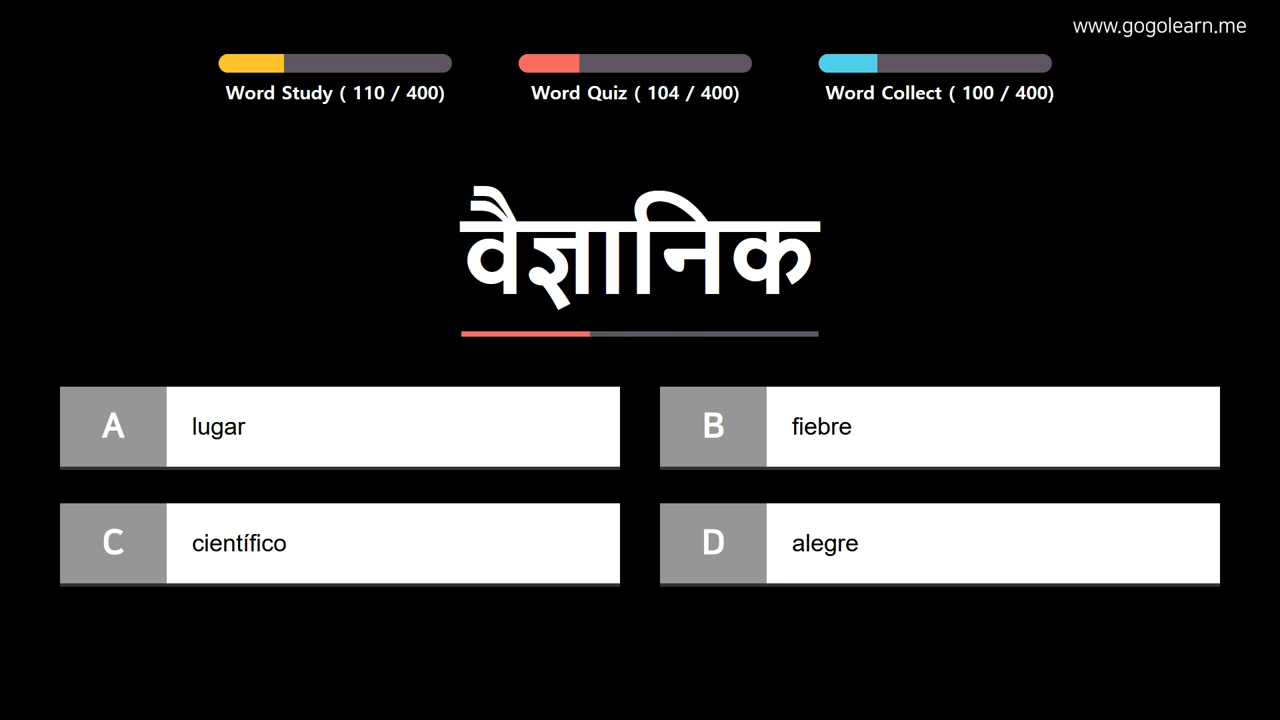 www.gogolearn.me
Word Study ( 110 / 400)
Word Quiz ( 104 / 400)
Word Collect ( 100 / 400)
वैज्ञानिक
A lugar
B fiebre
C científico
D alegre